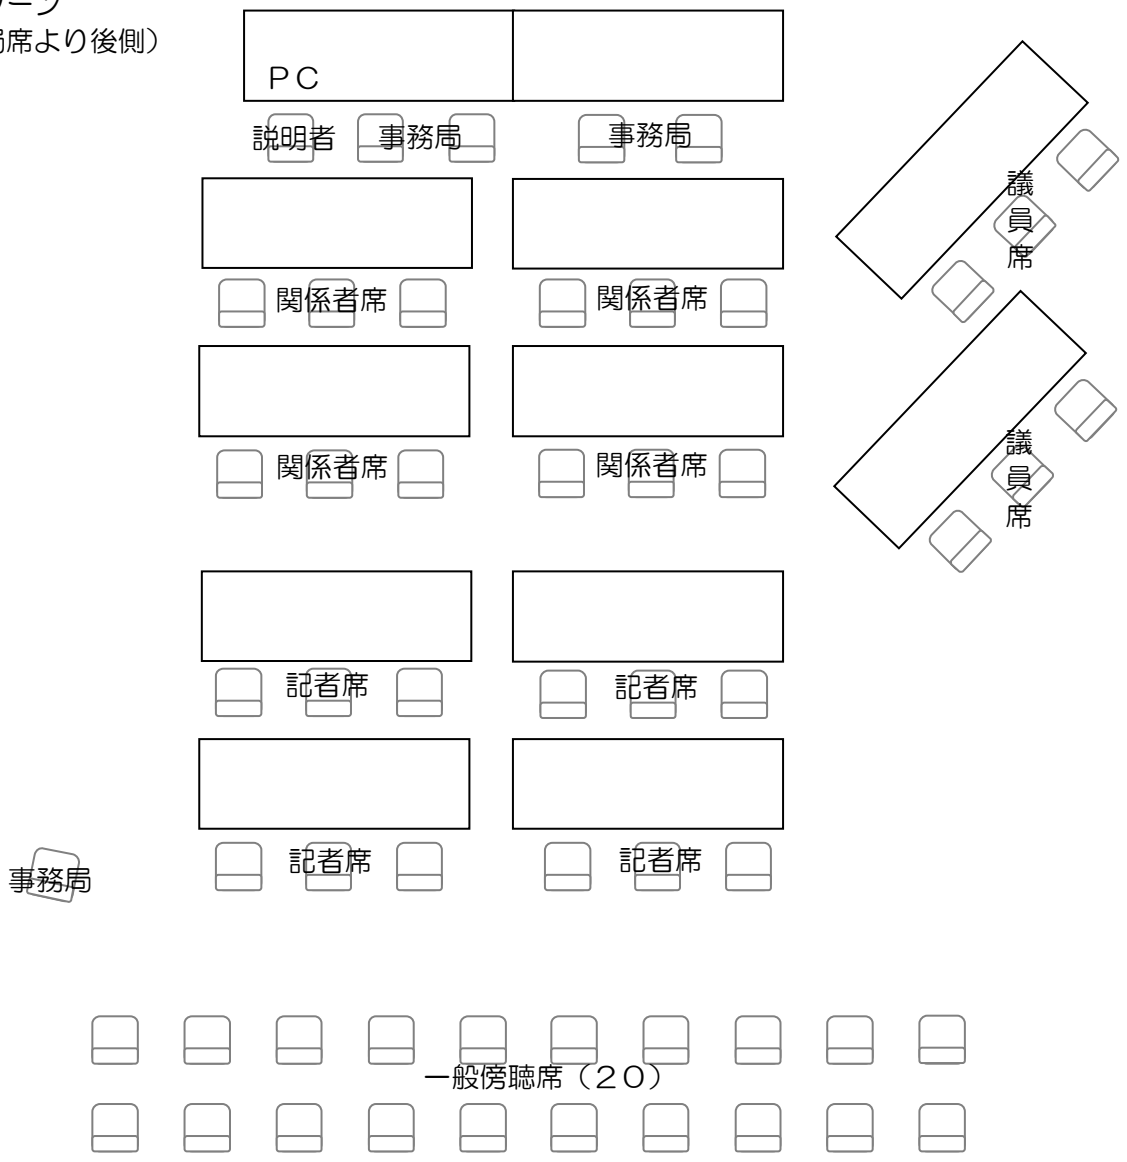 席より後側）
ＰＣ
説明者 事務局 事務局
議員席
関係者席 関係者席
関係者席 関係者席
議員席
記者席 記者席
記者席 記者席
事務局
一般傍聴席（２０）